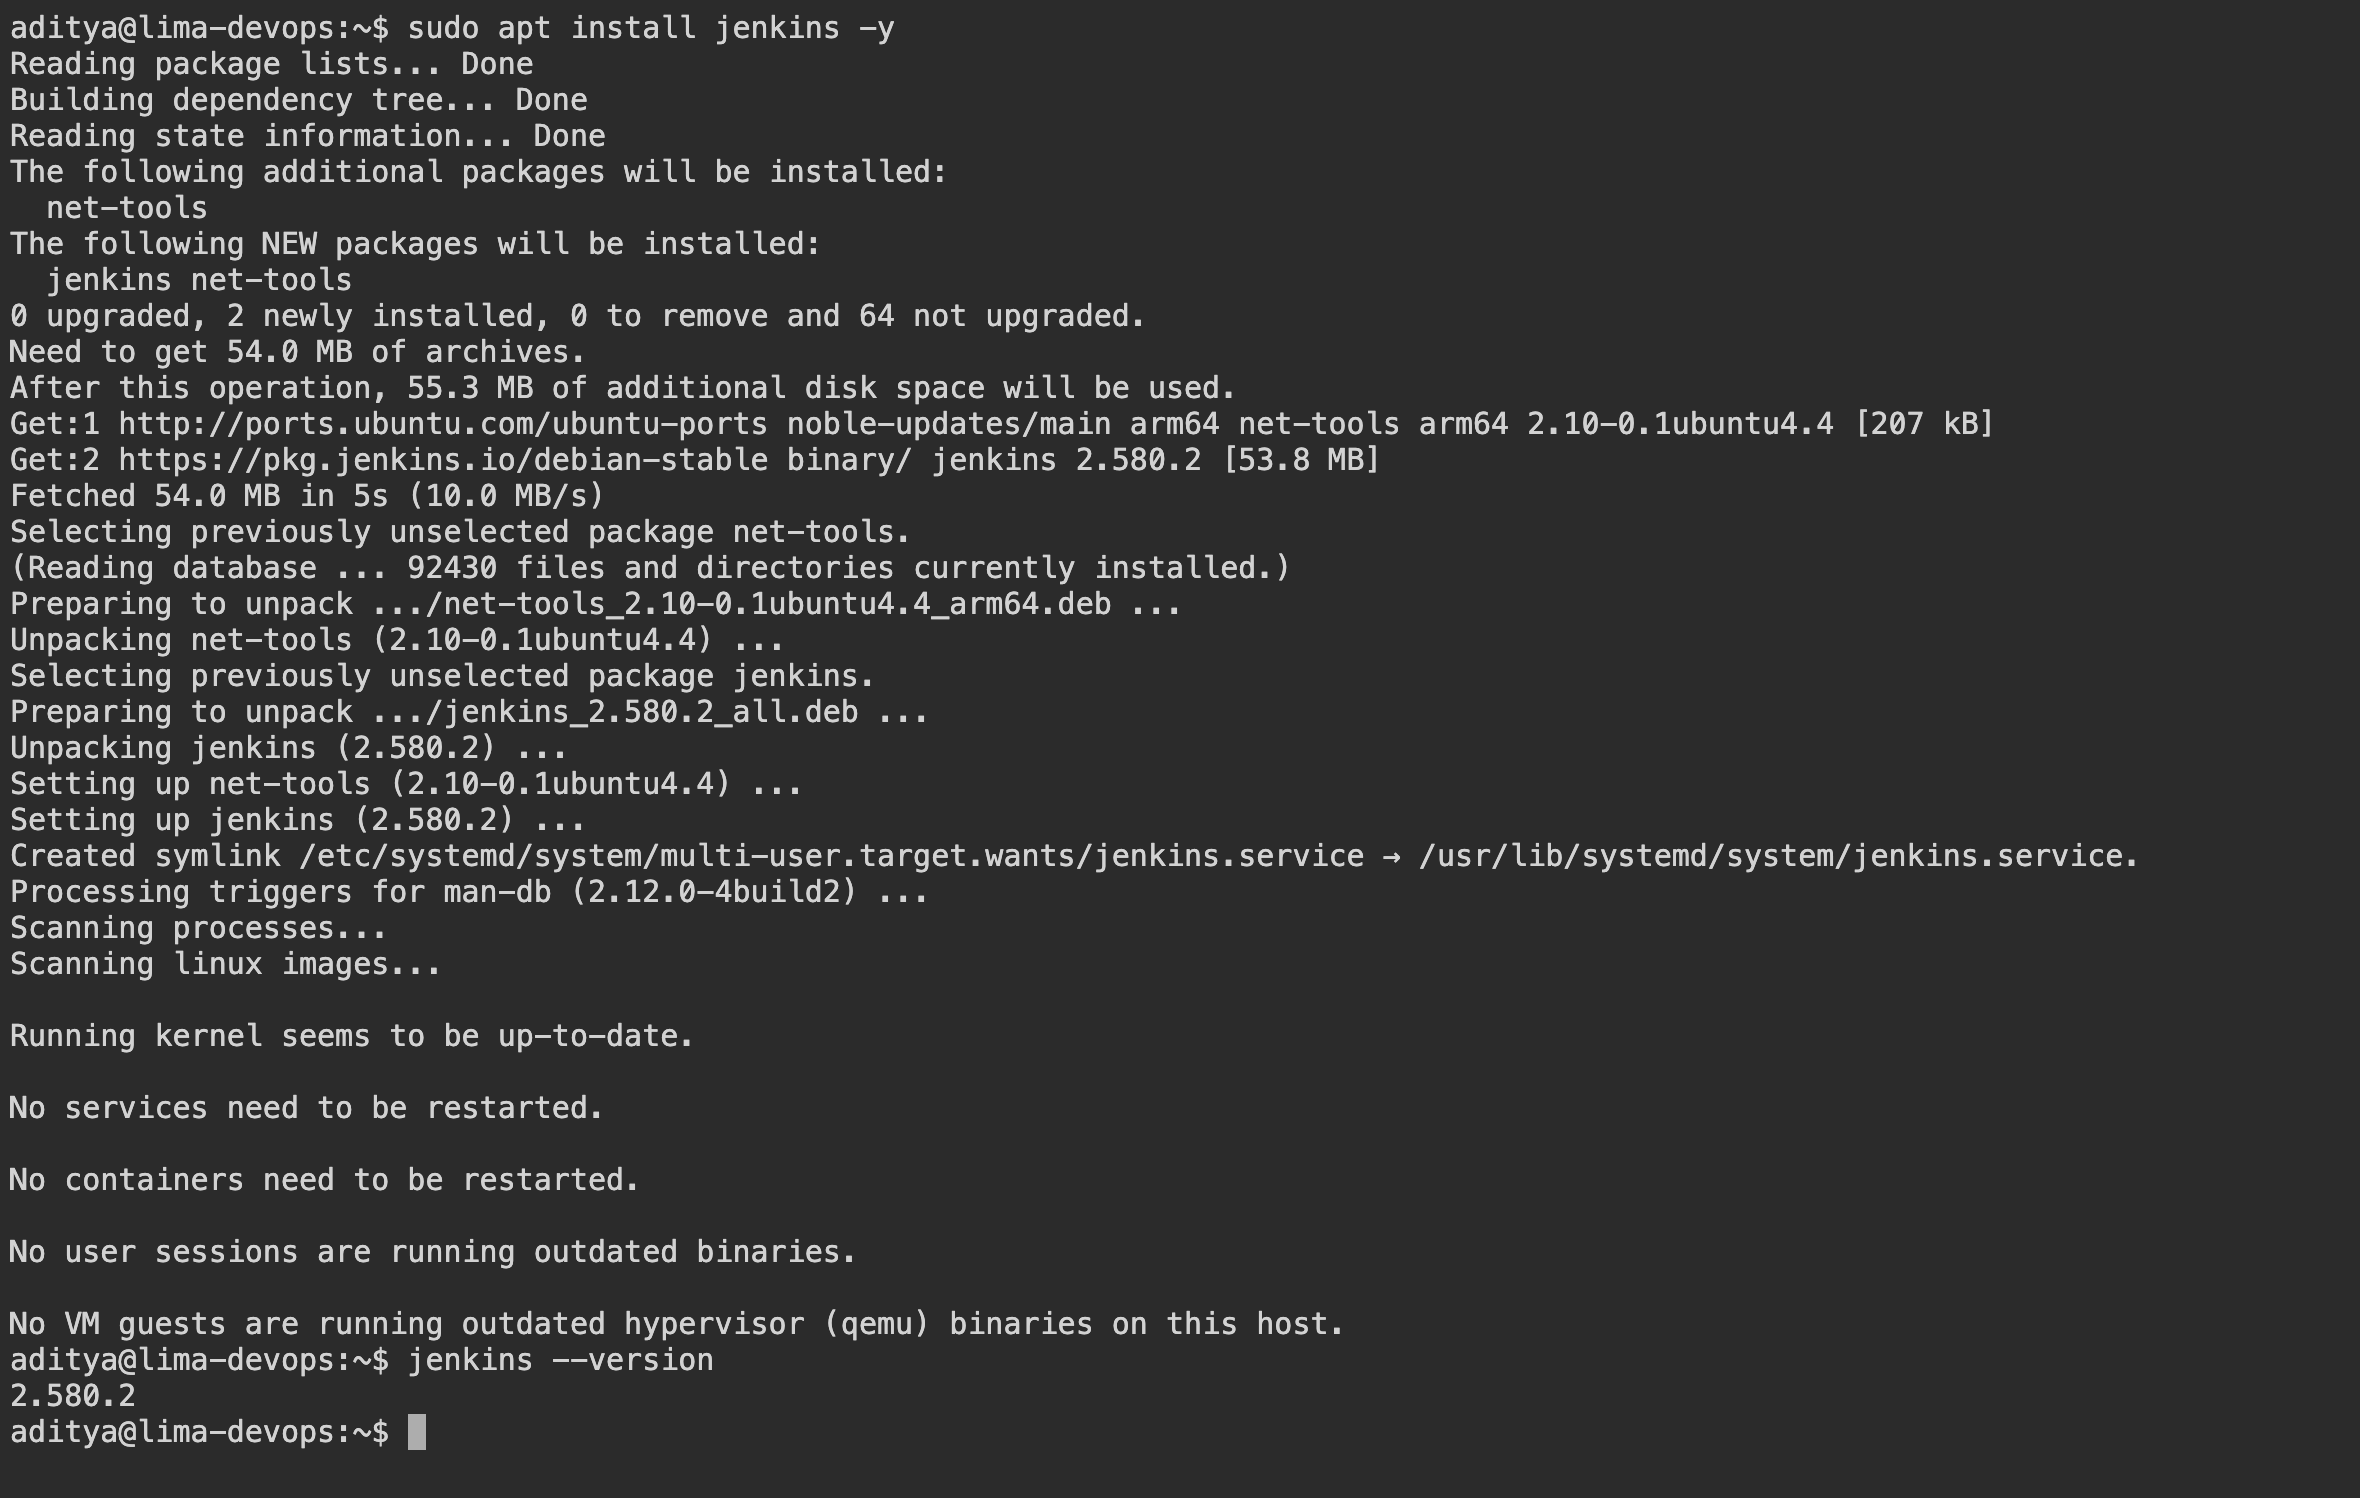 aditya@lima-devops:~$ sudo apt install jenkins -y
Reading package lists... Done
Building dependency tree... Done
Reading state information... Done
The following additional packages will be installed:
  net-tools
The following NEW packages will be installed:
  jenkins net-tools
0 upgraded, 2 newly installed, 0 to remove and 64 not upgraded.
Need to get 54.0 MB of archives.
After this operation, 55.3 MB of additional disk space will be used.
Get:1 http://ports.ubuntu.com/ubuntu-ports noble-updates/main arm64 net-tools arm64 2.10-0.1ubuntu4.4 [207 kB]
Get:2 https://pkg.jenkins.io/debian-stable binary/ jenkins 2.580.2 [53.8 MB]
Fetched 54.0 MB in 5s (10.0 MB/s)
Selecting previously unselected package net-tools.
(Reading database ... 92430 files and directories currently installed.)
Preparing to unpack .../net-tools_2.10-0.1ubuntu4.4_arm64.deb ...
Unpacking net-tools (2.10-0.1ubuntu4.4) ...
Selecting previously unselected package jenkins.
Preparing to unpack .../jenkins_2.580.2_all.deb ...
Unpacking jenkins (2.580.2) ...
Setting up net-tools (2.10-0.1ubuntu4.4) ...
Setting up jenkins (2.580.2) ...
Created symlink /etc/systemd/system/multi-user.target.wants/jenkins.service → /usr/lib/systemd/system/jenkins.service.
Processing triggers for man-db (2.12.0-4build2) ...
Scanning processes...
Scanning linux images...

Running kernel seems to be up-to-date.

No services need to be restarted.

No containers need to be restarted.

No user sessions are running outdated binaries.

No VM guests are running outdated hypervisor (qemu) binaries on this host.
aditya@lima-devops:~$ jenkins --version
2.580.2
aditya@lima-devops:~$